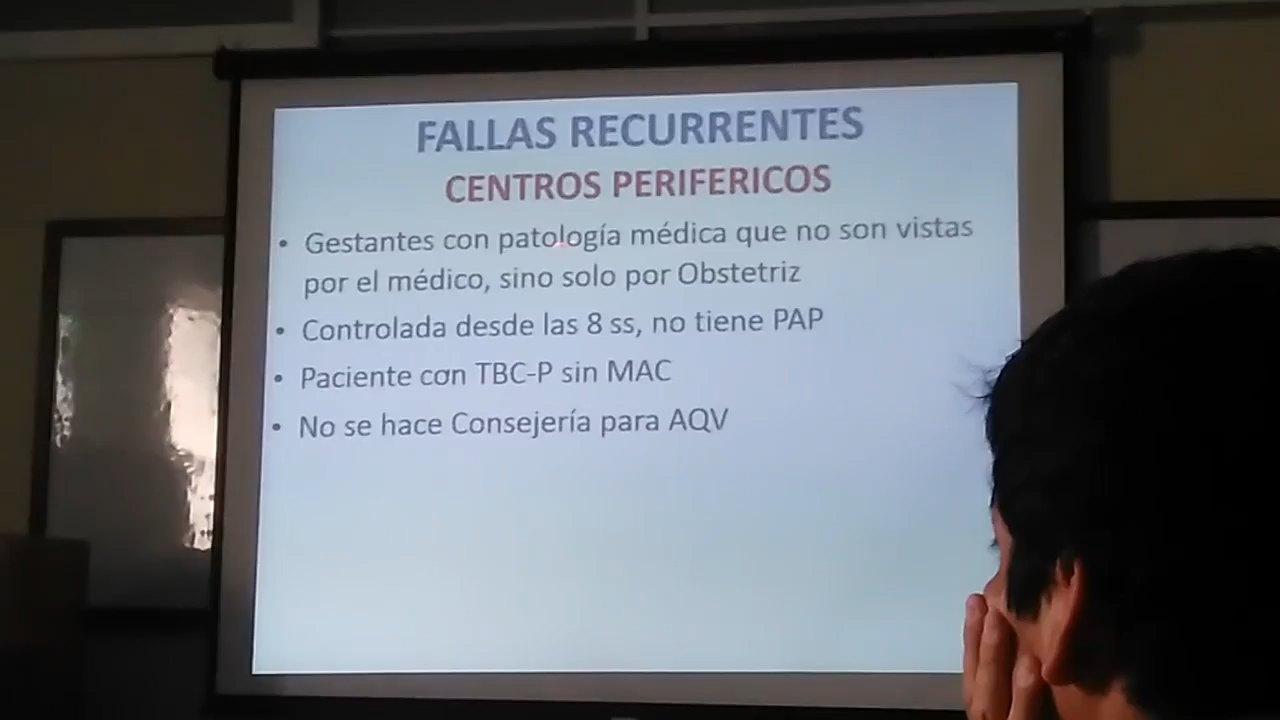 FALLAS RECURRENTES
CENTROS PERIFERICOS
• Gestantes con patología médica que no son vistas
por el médico, sino solo por Obstetriz
• Controlada desde las 8 ss, no tiene PAP
• Paciente con TBC-P sin MAC
• No se hace Consejería para AQV